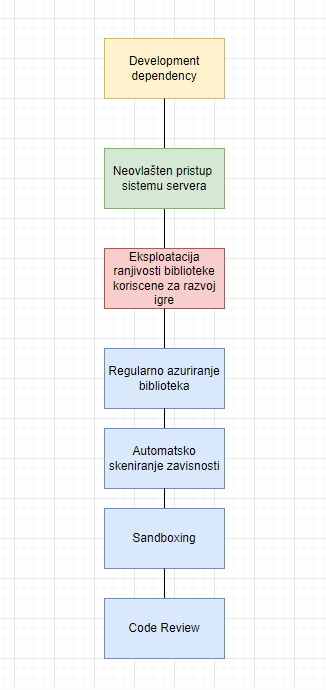 Development
dependency
Neovlašten pristup
sistemu servera
Eksploatacija
ranjivosti biblioteke
koriscene za razvoj
igre
Regularno azuriranje
biblioteka
Automatsko
skeniranje zavisnosti
Sandboxing
Code Review